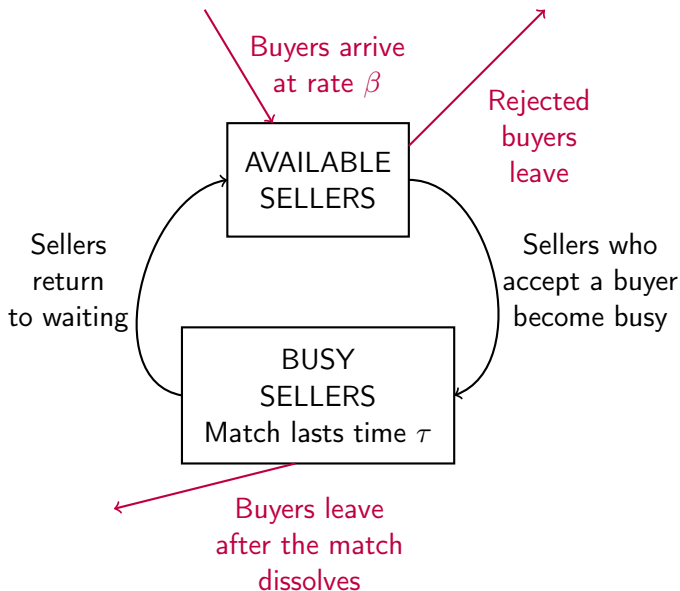 Buyers arrive
at rate β
Rejected
buyers
leave
AVAILABLE
SELLERS
Sellers
return
to waiting
Sellers who
accept a buyer
become busy
BUSY
SELLERS
Match lasts time τ
Buyers leave
after the match
dissolves